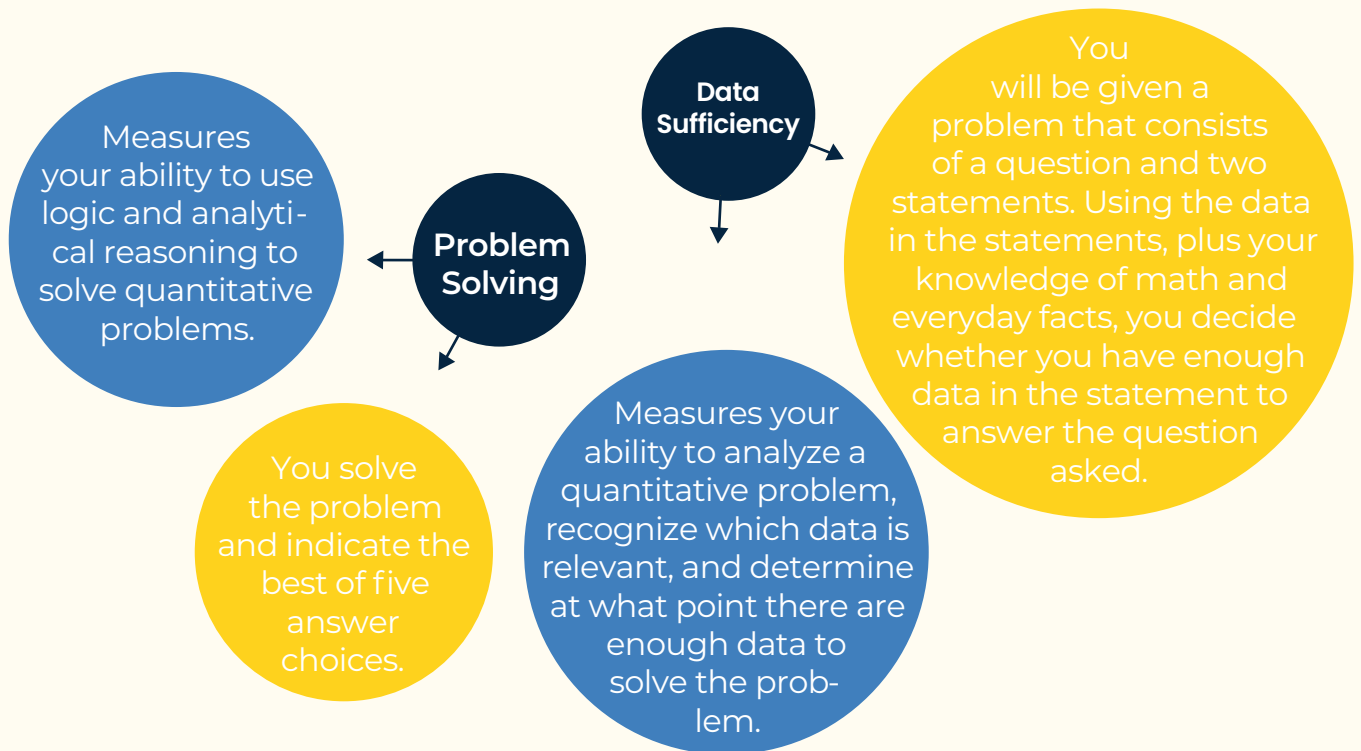 Measures
your ability to use
logic and analyti-
cal reasoning to
solve quantitative
problems.
Problem
Solving
You solve
the problem
and indicate the
best of five
answer
choices.
Data
Sufficiency
Measures your
ability to analyze a
quantitative problem,
recognize which data is
relevant, and determine
at what point there are
enough data to
solve the prob-
lem.
You
will be given a
problem that consists
of a question and two
statements. Using the data
in the statements, plus your
knowledge of math and
everyday facts, you decide
whether you have enough
data in the statement to
answer the question
asked.